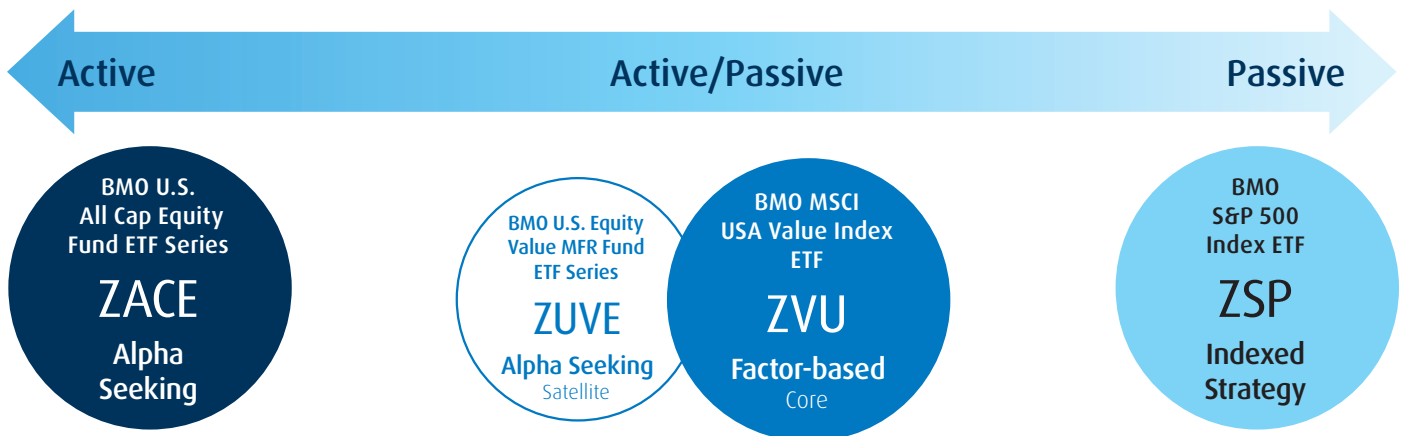 Active
Active/Passive
Passive
BMO U.S.
All Cap Equity
Fund ETF Series
ZACE
Alpha
Seeking
BMO U.S. Equity
Value MFR Fund
ETF Series
ZUVE
Alpha Seeking
Satellite
BMO MSCI
USA Value Index
ETF
ZVU
Factor-based
Core
BMO
S&P 500
Index ETF
ZSP
Indexed
Strategy